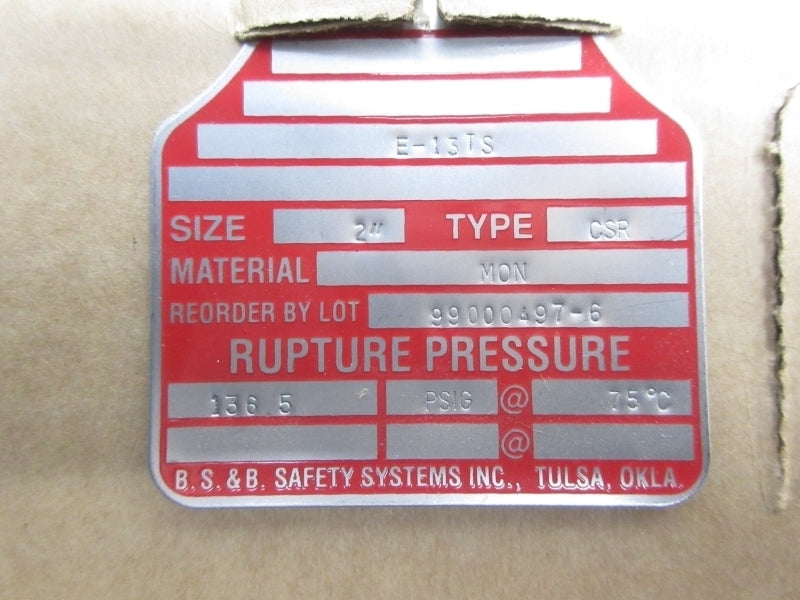 E-13TS
SIZE 2" TYPE CSR
MATERIAL MON
REORDER BY LOT 99000497-6
RUPTURE PRESSURE
136.5 PSIG @ 75°C
@
B.S.&B. SAFETY SYSTEMS INC., TULSA, OKLA.